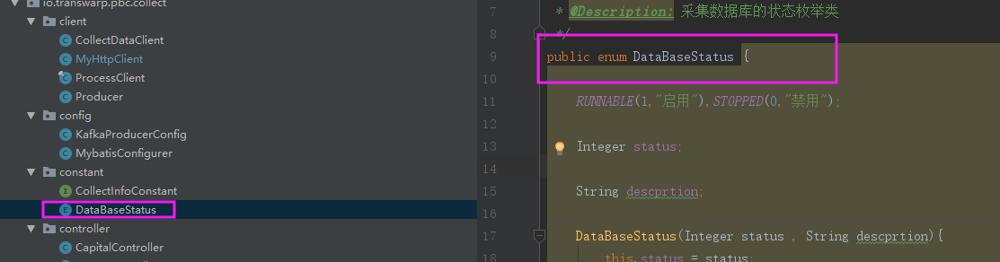 io.transwarp.pbc.collect
client
CollectDataClient
MyHttpClient
ProcessClient
Producer
config
KafkaProducerConfig
MybatisConfigurer
constant
CollectInfoConstant
DataBaseStatus
controller
CapitalController
7 * @Description: 采集数据库的状态枚举类
8 */
9 public enum DataBaseStatus {
10
11 RUNNABLE(1,"启用"),STOPPED(0,"禁用");
12
13 Integer status;
14
15 String descprtion;
16
17 DataBaseStatus(Integer status , String descprtion){
18 this.status = status;